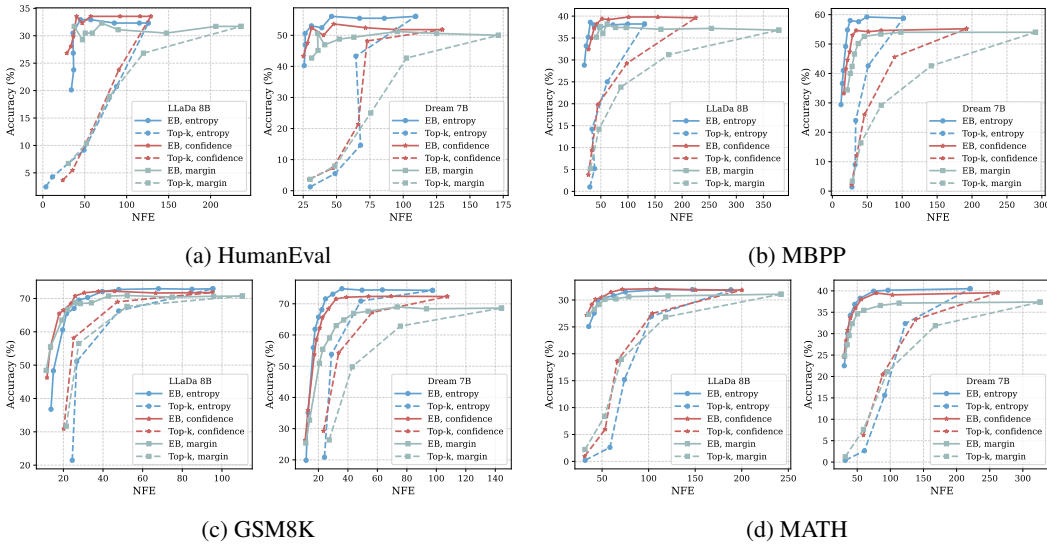 Accuracy (%)
35
30
25
20
15
10
5
LLaDa 8B
EB, entropy
Top-k, entropy
EB, confidence
Top-k, confidence
EB, margin
Top-k, margin
0 50 100 150 200
NFE
Accuracy (%)
50
40
30
20
10
0
Dream 7B
EB, entropy
Top-k, entropy
EB, confidence
Top-k, confidence
EB, margin
Top-k, margin
25 50 75 100 125 150 175
NFE
(a) HumanEval
Accuracy (%)
40
35
30
25
20
15
10
5
0
LLaDa 8B
EB, entropy
Top-k, entropy
EB, confidence
Top-k, confidence
EB, margin
Top-k, margin
50 100 150 200 250 300 350
NFE
Accuracy (%)
60
50
40
30
20
10
0
Dream 7B
EB, entropy
Top-k, entropy
EB, confidence
Top-k, confidence
EB, margin
Top-k, margin
0 50 100 150 200 250 300
NFE
(b) MBPP
Accuracy (%)
70
60
50
40
30
20
LLaDa 8B
EB, entropy
Top-k, entropy
EB, confidence
Top-k, confidence
EB, margin
Top-k, margin
20 40 60 80 100
NFE
Accuracy (%)
70
60
50
40
30
20
Dream 7B
EB, entropy
Top-k, entropy
EB, confidence
Top-k, confidence
EB, margin
Top-k, margin
20 40 60 80 100 120 140
NFE
(c) GSM8K
Accuracy (%)
30
25
20
15
10
5
0
LLaDa 8B
EB, entropy
Top-k, entropy
EB, confidence
Top-k, confidence
EB, margin
Top-k, margin
50 100 150 200 250
NFE
Accuracy (%)
40
35
30
25
20
15
10
5
0
Dream 7B
EB, entropy
Top-k, entropy
EB, confidence
Top-k, confidence
EB, margin
Top-k, margin
50 100 150 200 250 300
NFE
(d) MATH